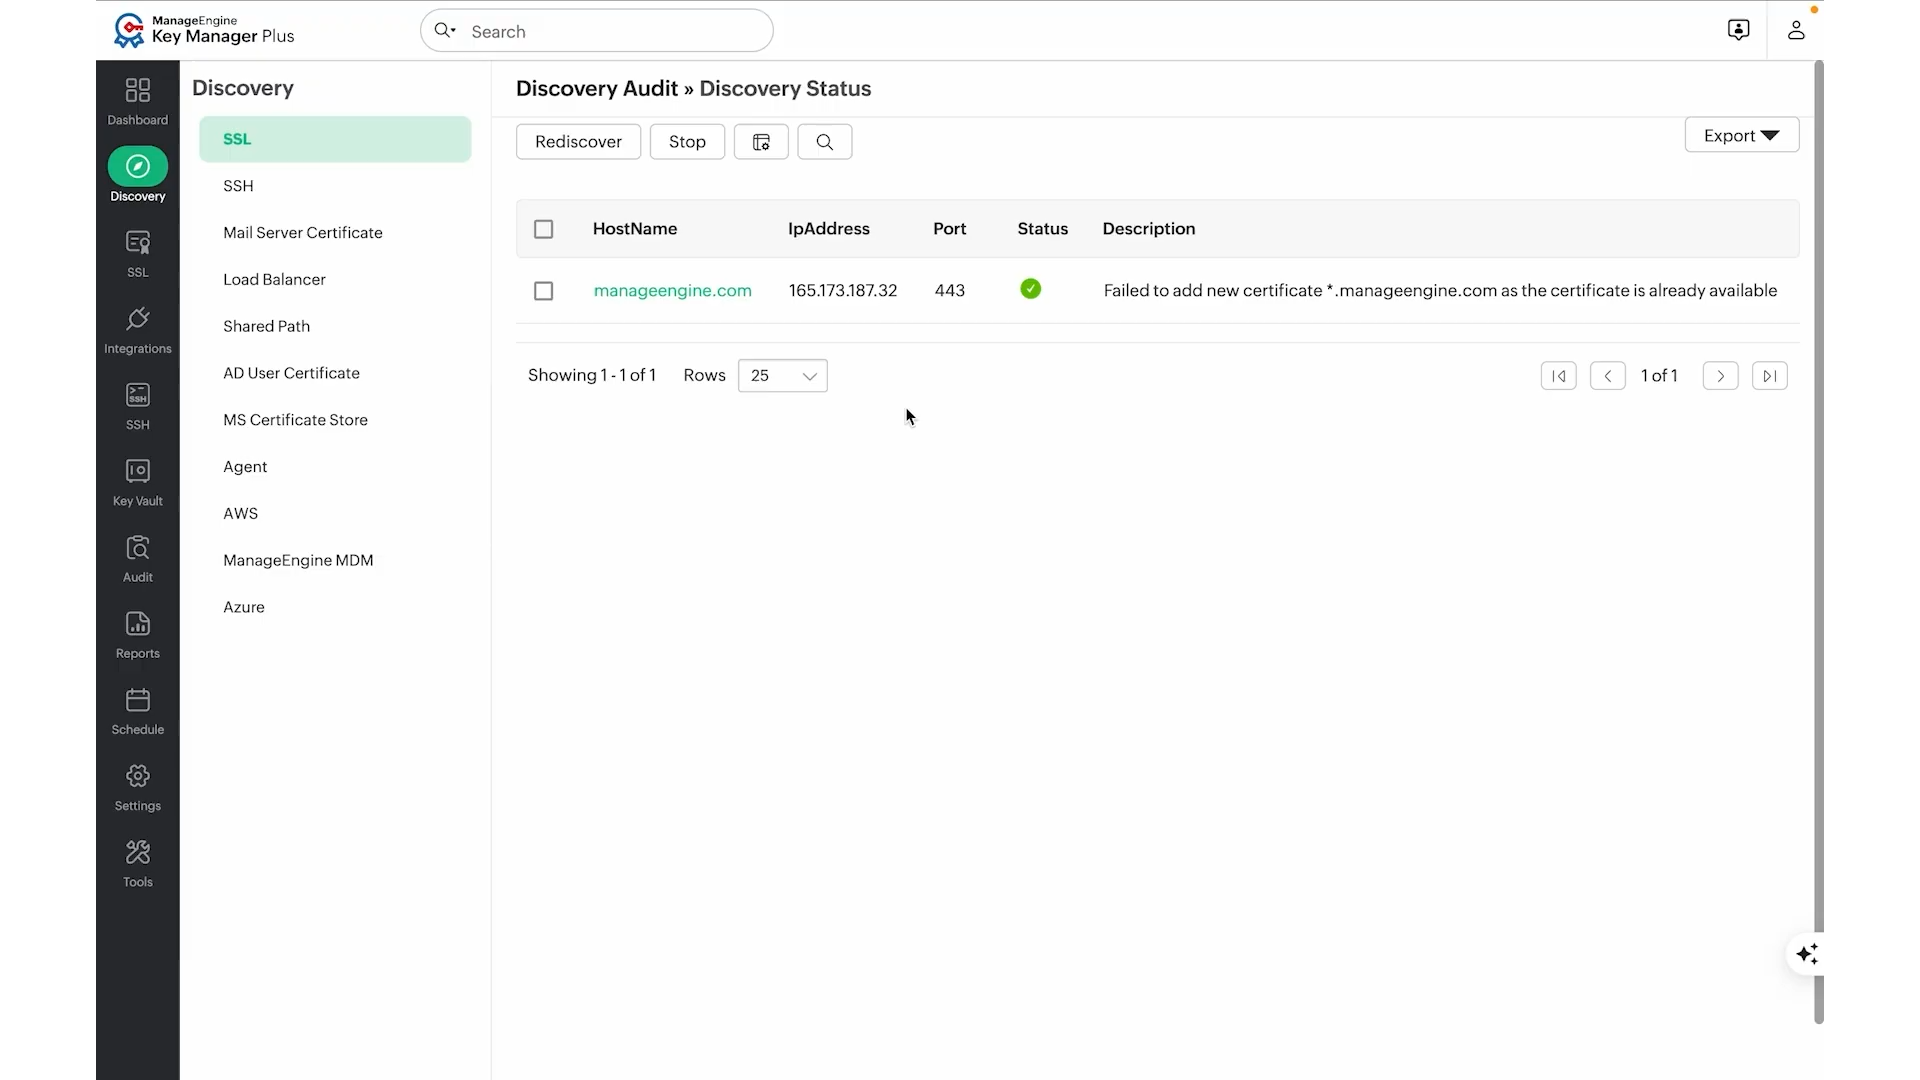 ManageEngine
Key Manager Plus
Search
Dashboard
Discovery
SSL
Integrations
SSH
SSH
Key Vault
Audit
Reports
Schedule
Settings
Tools
Discovery
SSL
SSH
Mail Server Certificate
Load Balancer
Shared Path
AD User Certificate
MS Certificate Store
Agent
AWS
ManageEngine MDM
Azure
Discovery Audit » Discovery Status
Rediscover Stop Export
HostName IpAddress Port Status Description
manageengine.com 165.173.187.32 443 Failed to add new certificate *.manageengine.com as the certificate is already available
Showing 1 - 1 of 1 Rows 25 1 of 1